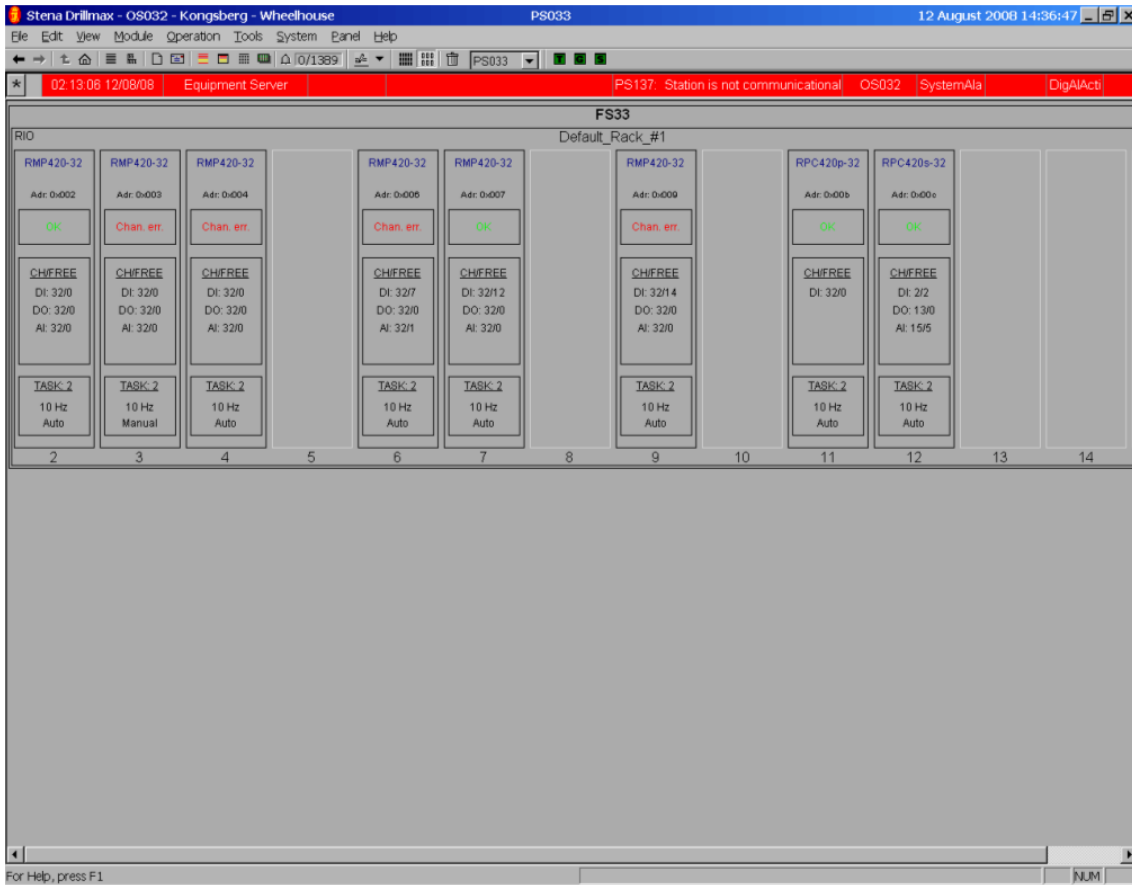 Stena Drillmax - OS032 - Kongsberg - Wheelhouse PS033 12 August 2008 14:36:47
File Edit View Module Operation Tools System Panel Help
0/1389 PS033 T C S
* 02:13:06 12/08/08 Equipment Server PS137: Station is not communicational OS032 SystemAla DigAlActi
FS33
RIO Default_Rack_#1
RMP420-32 RMP420-32 RMP420-32 RMP420-32 RMP420-32 RMP420-32 RPC420p-32 RPC420s-32
Adr: 0x002 Adr: 0x003 Adr: 0x004 Adr: 0x006 Adr: 0x007 Adr: 0x009 Adr: 0x00b Adr: 0x00c
OK Chan. err. Chan. err. Chan. err. OK Chan. err. OK OK
CH/FREE CH/FREE CH/FREE CH/FREE CH/FREE CH/FREE CH/FREE CH/FREE
DI: 32/0 DI: 32/0 DI: 32/0 DI: 32/7 DI: 32/12 DI: 32/14 DI: 32/0 DI: 2/2
DO: 32/0 DO: 32/0 DO: 32/0 DO: 32/0 DO: 32/0 DO: 32/0 DO: 13/0
AI: 32/0 AI: 32/0 AI: 32/0 AI: 32/1 AI: 32/0 AI: 32/0 AI: 15/5
TASK: 2 TASK: 2 TASK: 2 TASK: 2 TASK: 2 TASK: 2 TASK: 2 TASK: 2
10 Hz 10 Hz 10 Hz 10 Hz 10 Hz 10 Hz 10 Hz 10 Hz
Auto Manual Auto Auto Auto Auto Auto Auto
2 3 4 5 6 7 8 9 10 11 12 13 14
For Help, press F1 NUM